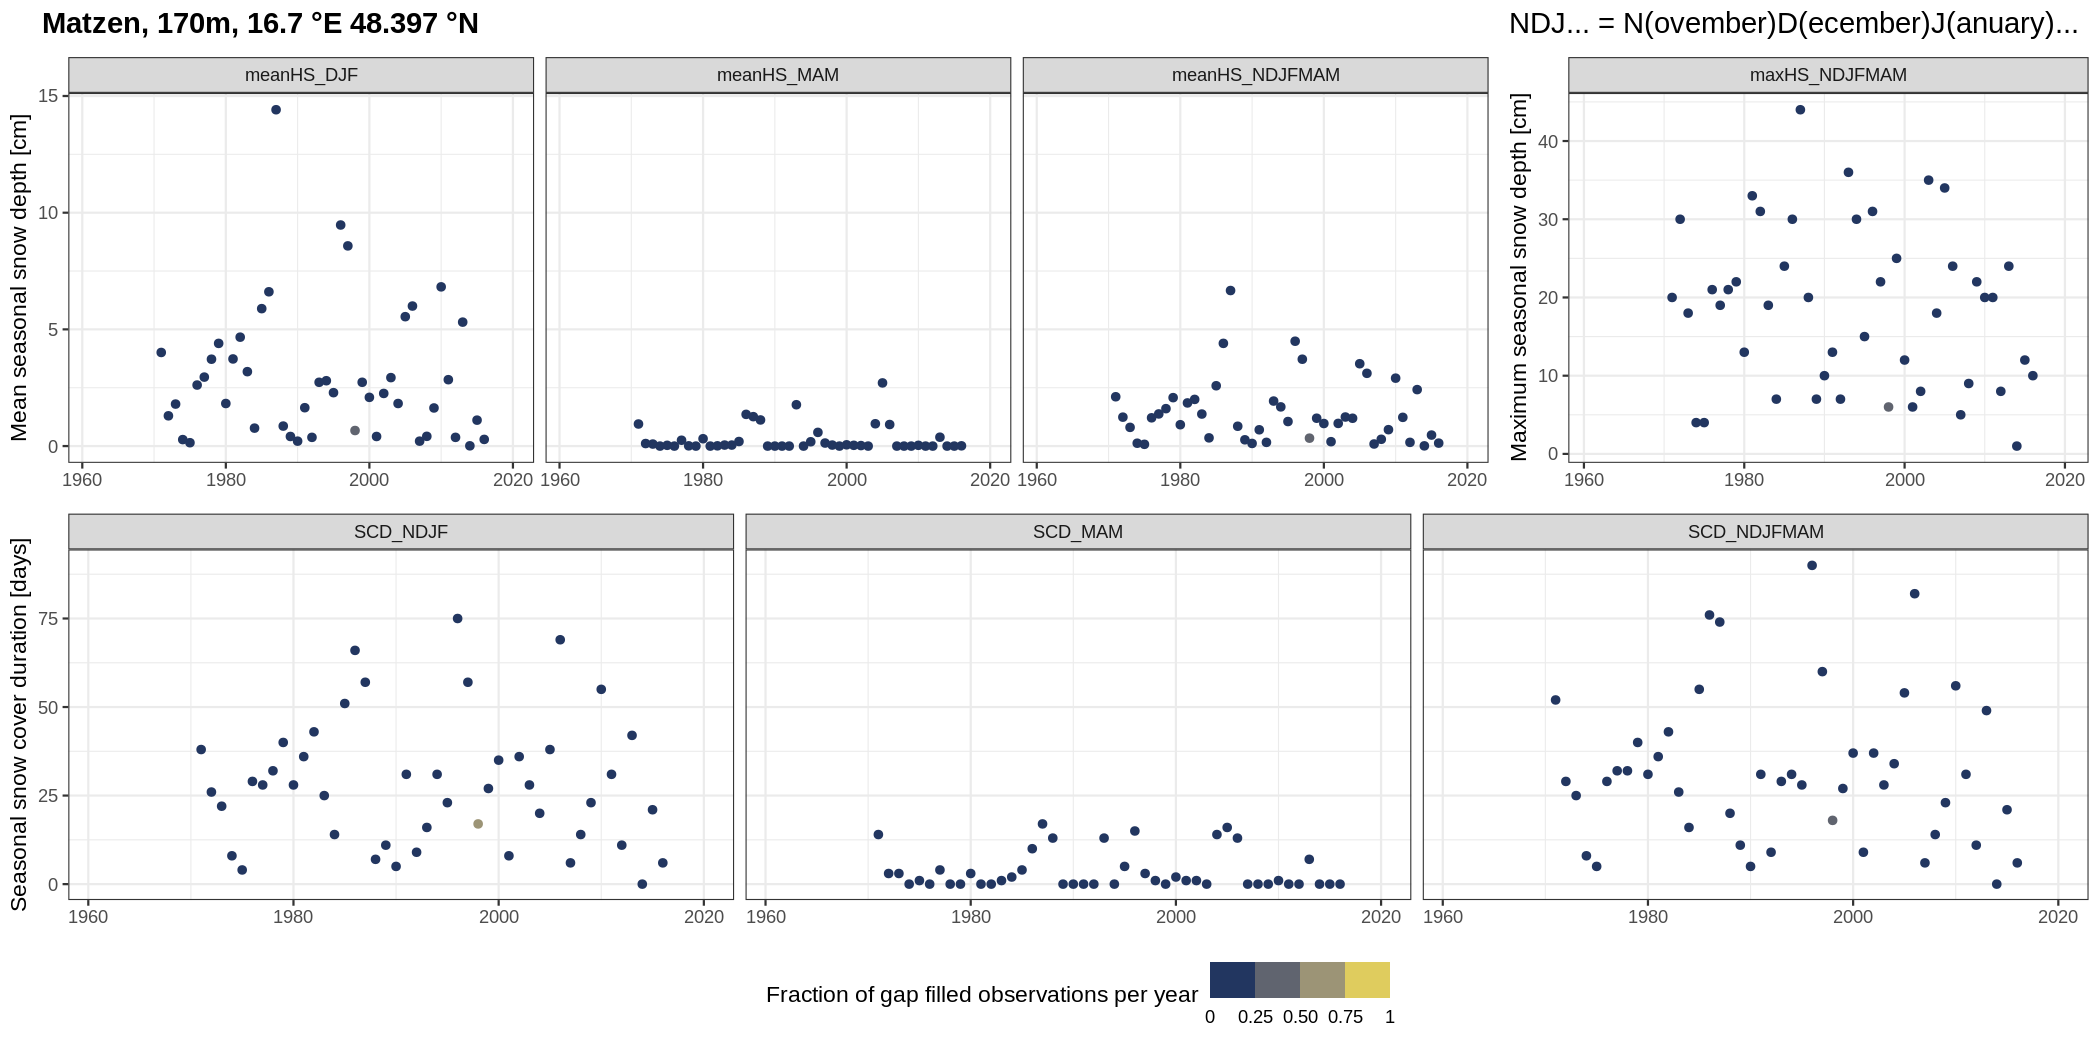 Matzen, 170m, 16.7 °E 48.397 °N
NDJ... = N(ovember)D(ecember)J(anuary)...
meanHS_DJF
meanHS_MAM
meanHS_NDJFMAM
maxHS_NDJFMAM
Mean seasonal snow depth [cm]
15
10
5
0
1960 1980 2000 2020
1960 1980 2000 2020
1960 1980 2000 2020
Maximum seasonal snow depth [cm]
40
30
20
10
0
1960 1980 2000 2020
SCD_NDJF
SCD_MAM
SCD_NDJFMAM
Seasonal snow cover duration [days]
75
50
25
0
1960 1980 2000 2020
1960 1980 2000 2020
1960 1980 2000 2020
Fraction of gap filled observations per year
0 0.25 0.50 0.75 1